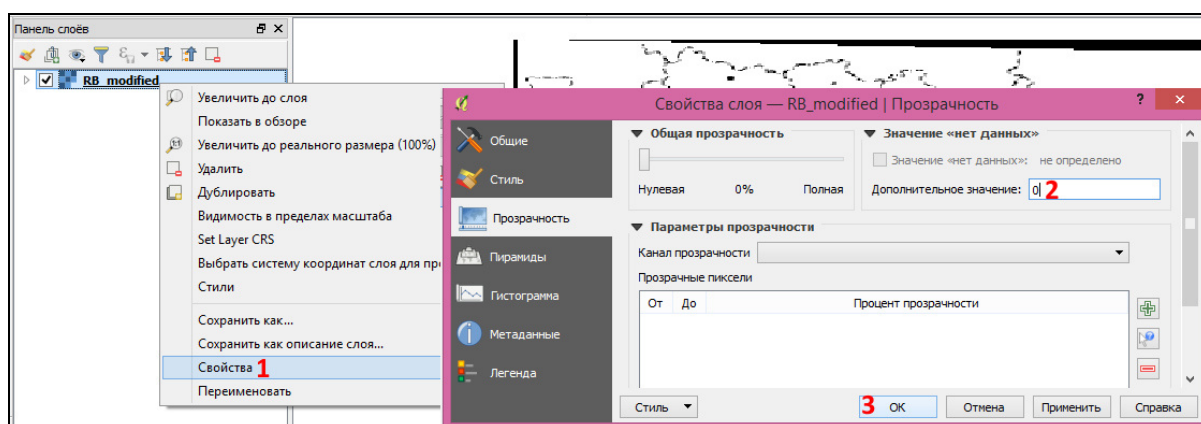 Панель слоёв
RB_modified
Увеличить до слоя
Показать в обзоре
Увеличить до реального размера (100%)
Удалить
Дублировать
Видимость в пределах масштаба
Set Layer CRS
Выбрать систему координат слоя для пр
Стили
Сохранить как...
Сохранить как описание слоя...
Свойства 1
Переименовать
Свойства слоя — RB_modified | Прозрачность ? ×
Общие
Стиль
Прозрачность
Пирамиды
Гистограмма
Метаданные
Легенда
Общая прозрачность
Нулевая 0% Полная
Значение «нет данных»
Значение «нет данных»: не определено
Дополнительное значение: 0 2
Параметры прозрачности
Канал прозрачности
Прозрачные пиксели
От До Процент прозрачности
Стиль 3 OK Отмена Применить Справка